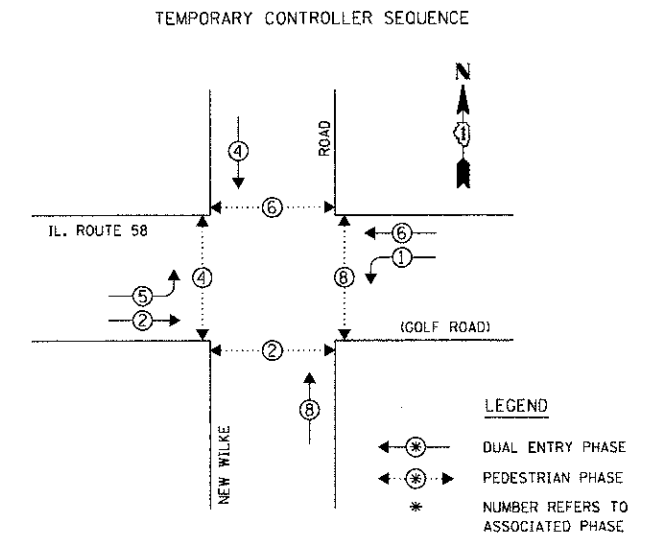 TEMPORARY CONTROLLER SEQUENCE
N
1
4
ROAD
6
IL. ROUTE 58
6
1
4
8
5
2
(GOLF ROAD)
2
8
NEW WILKE
LEGEND
* DUAL ENTRY PHASE
* PEDESTRIAN PHASE
* NUMBER REFERS TO
ASSOCIATED PHASE